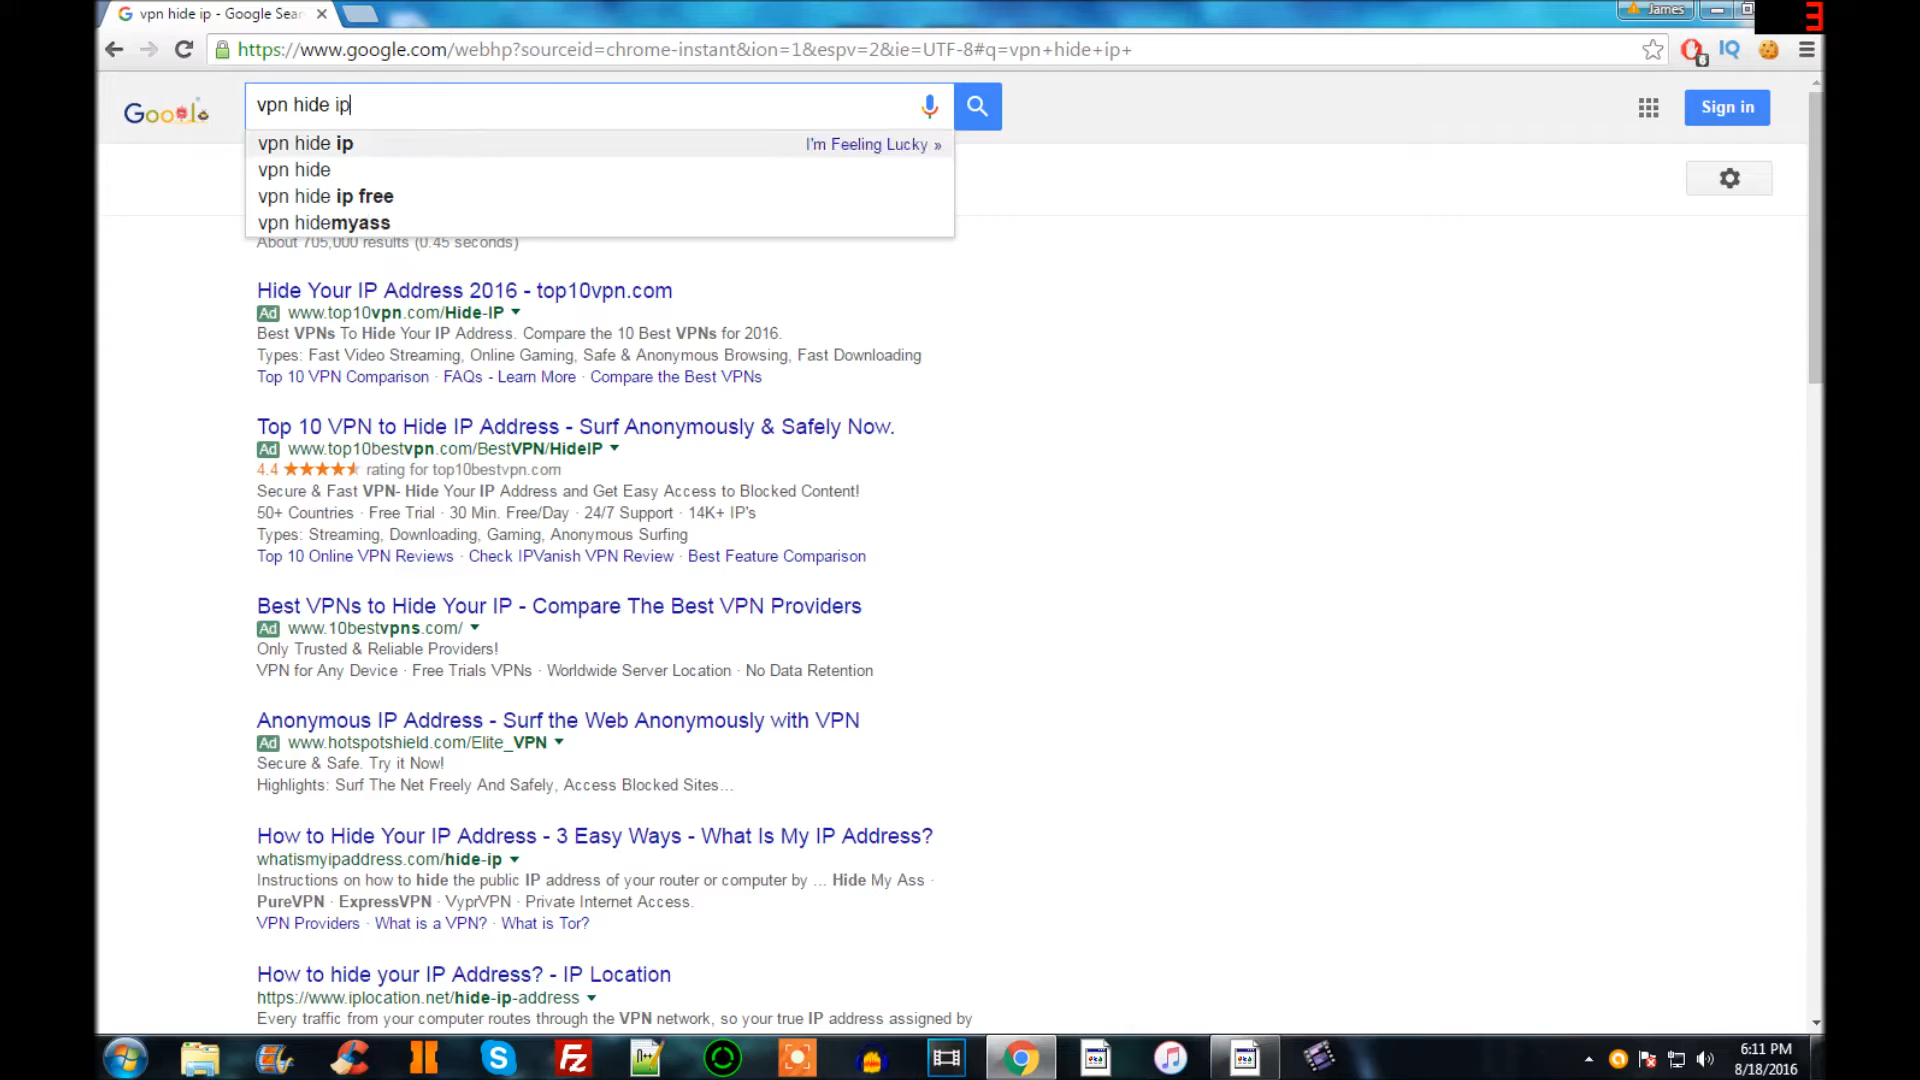 vpn hide ip - Google Sear
James
3
https://www.google.com/webhp?sourceid=chrome-instant&ion=1&espv=2&ie=UTF-8#q=vpn+hide+ip+
6
IQ
Google
vpn hide ip
Sign in
vpn hide ip
I'm Feeling Lucky »
vpn hide
vpn hide ip free
vpn hidemyass
About 705,000 results (0.45 seconds)
Hide Your IP Address 2016 - top10vpn.com
Ad www.top10vpn.com/Hide-IP
Best VPNs To Hide Your IP Address. Compare the 10 Best VPNs for 2016.
Types: Fast Video Streaming, Online Gaming, Safe & Anonymous Browsing, Fast Downloading
Top 10 VPN Comparison · FAQs - Learn More · Compare the Best VPNs
Top 10 VPN to Hide IP Address - Surf Anonymously & Safely Now.
Ad www.top10bestvpn.com/BestVPN/HideIP
4.4 ★★★★★ rating for top10bestvpn.com
Secure & Fast VPN- Hide Your IP Address and Get Easy Access to Blocked Content!
50+ Countries · Free Trial · 30 Min. Free/Day · 24/7 Support · 14K+ IP's
Types: Streaming, Downloading, Gaming, Anonymous Surfing
Top 10 Online VPN Reviews · Check IPVanish VPN Review · Best Feature Comparison
Best VPNs to Hide Your IP - Compare The Best VPN Providers
Ad www.10bestvpns.com/
Only Trusted & Reliable Providers!
VPN for Any Device · Free Trials VPNs · Worldwide Server Location · No Data Retention
Anonymous IP Address - Surf the Web Anonymously with VPN
Ad www.hotspotshield.com/Elite_VPN
Secure & Safe. Try it Now!
Highlights: Surf The Net Freely And Safely, Access Blocked Sites…
How to Hide Your IP Address - 3 Easy Ways - What Is My IP Address?
whatismyipaddress.com/hide-ip
Instructions on how to hide the public IP address of your router or computer by ... Hide My Ass ·
PureVPN · ExpressVPN · VyprVPN · Private Internet Access.
VPN Providers · What is a VPN? · What is Tor?
How to hide your IP Address? - IP Location
https://www.iplocation.net/hide-ip-address
Every traffic from your computer routes through the VPN network, so your true IP address assigned by
6:11 PM
8/18/2016